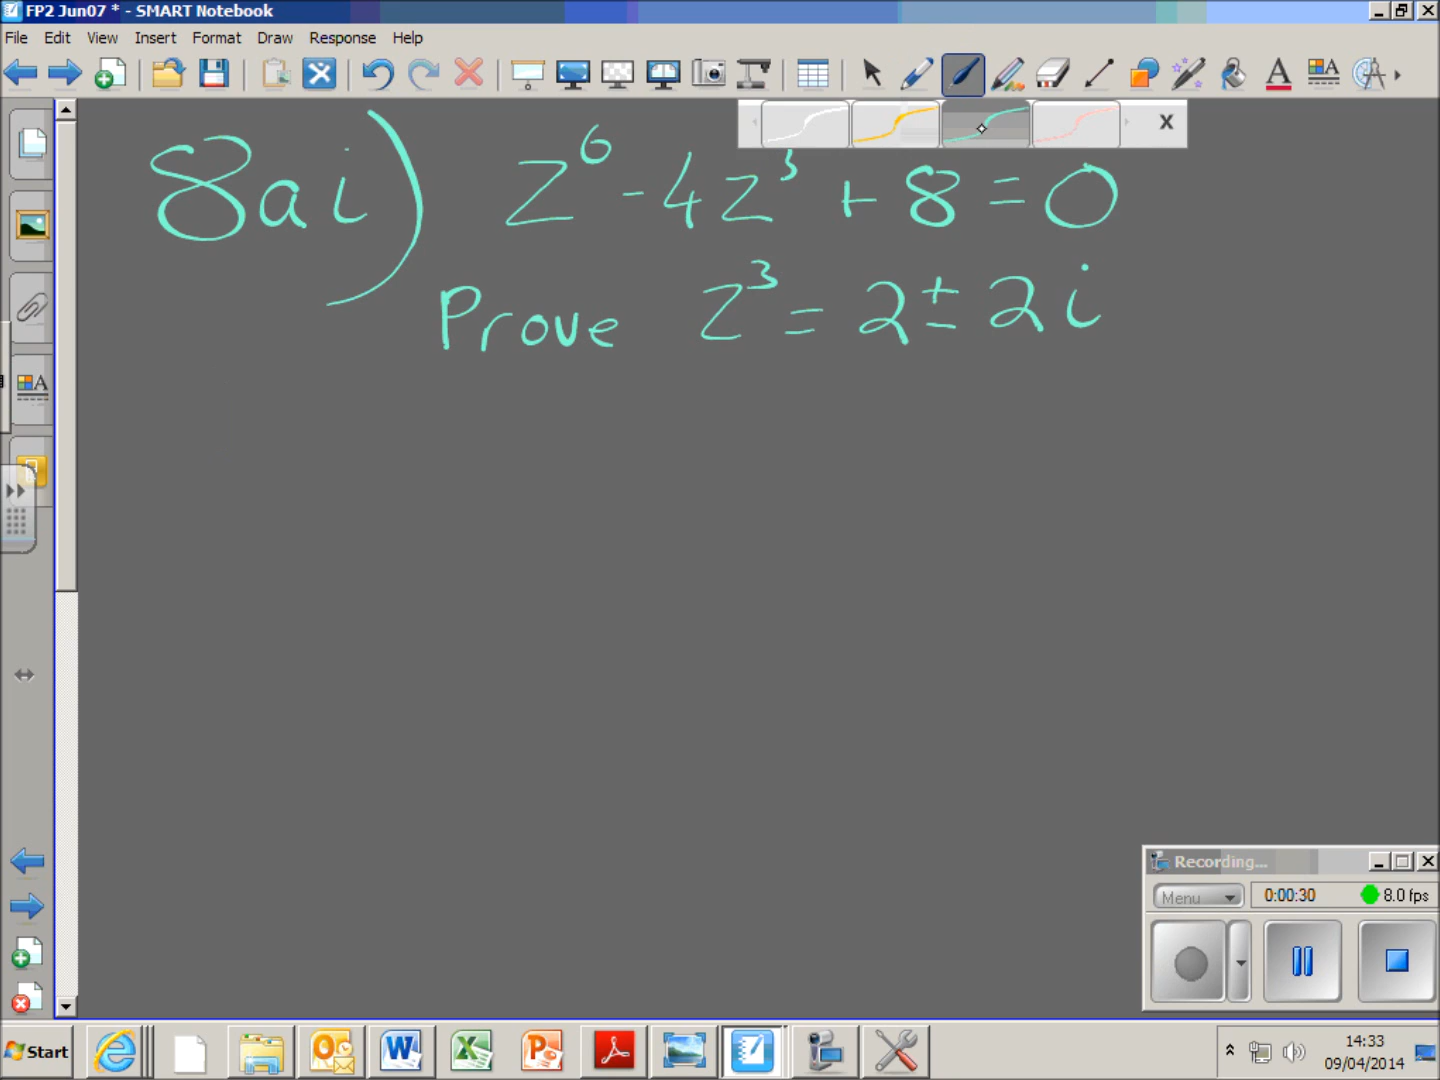 FP2 Jun07 * - SMART Notebook
File Edit View Insert Format Draw Response Help
X
8ai) z⁶ - 4z³ + 8 = 0
Prove z³ = 2 ± 2i
Recording...
Menu 0:00:30 8.0 fps
Start
14:33
09/04/2014